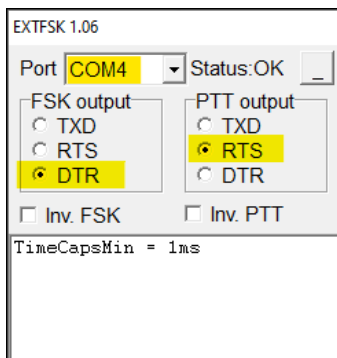 EXTFSK 1.06
Port COM4 Status:OK _
FSK output PTT output
TXD TXD
RTS RTS
DTR DTR
Inv. FSK Inv. PTT
TimeCapsMin = 1ms